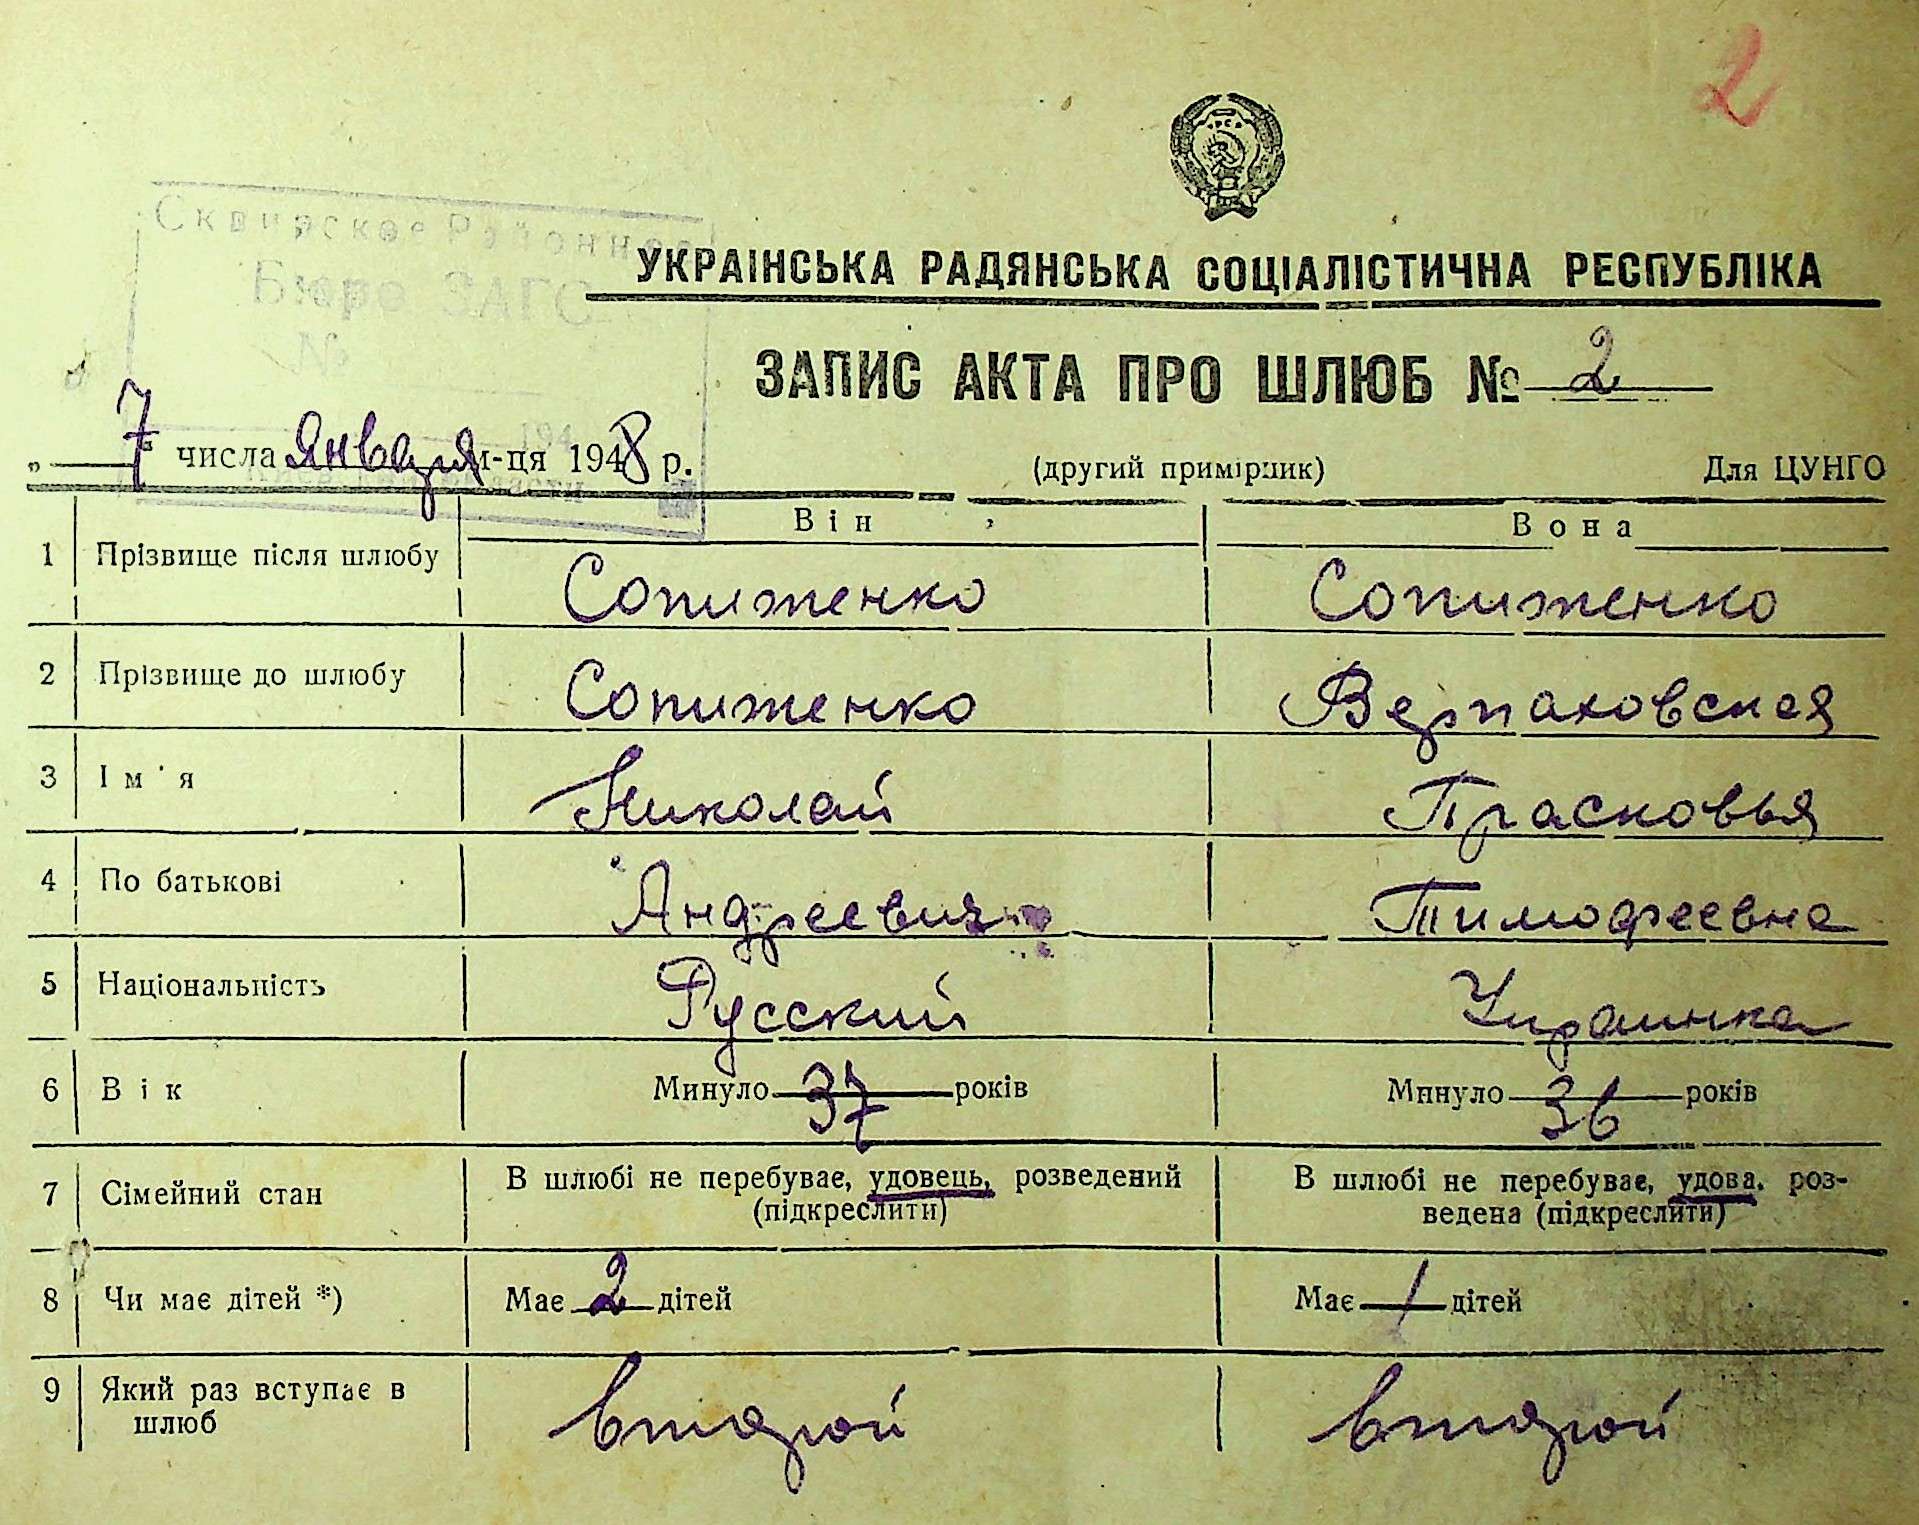 2
Сквирское Районное
Бюро ЗАГС
№
УКРАЇНСЬКА РАДЯНСЬКА СОЦІАЛІСТИЧНА РЕСПУБЛІКА
ЗАПИС АКТА ПРО ШЛЮБ № 2
„ 7 числа января м-ця 1948 р. (другий примірник) Для ЦУНГО
Він Вона
1 Прізвище після шлюбу Сопиженко Сопиженко
2 Прізвище до шлюбу Сопиженко Верпаховская
3 Ім'я Николай Прасковья
4 По батькові Андреевич Тимофеевна
5 Національність Русский Украинка
6 Вік Минуло 37 років Минуло 36 років
7 Сімейний стан В шлюбі не перебуває, удовець, розведений (підкреслити) В шлюбі не перебуває, удова, роз-
ведена (підкреслити)
8 Чи має дітей *) Має 2 дітей Має 1 дітей
9 Який раз вступає в
шлюб второй второй